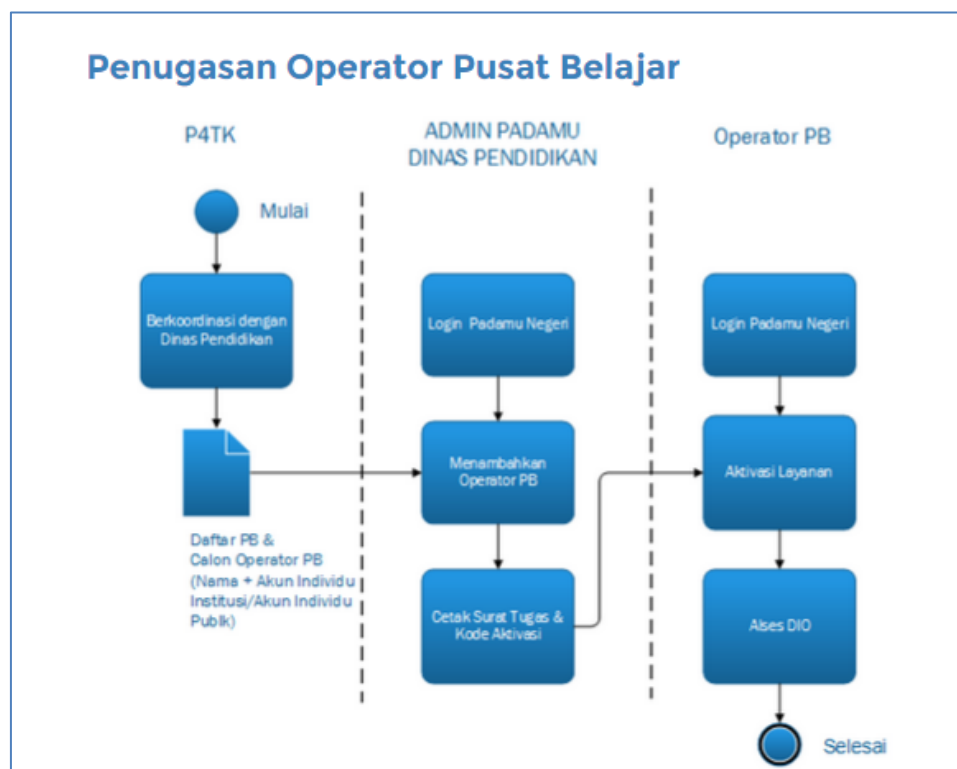 Penugasan Operator Pusat Belajar
P4TK
ADMIN PADAMU
DINAS PENDIDIKAN
Operator PB
Mulai
Berkoordinasi dengan
Dinas Pendidikan
Daftar PB &
Calon Operator PB
(Nama + Akun Individu
Institusi/Akun Individu
Publk)
Login Padamu Negeri
Menambahkan
Operator PB
Cetak Surat Tugas &
Kode Aktivasi
Login Padamu Negeri
Aktivasi Layanan
Alses DIO
Selesai